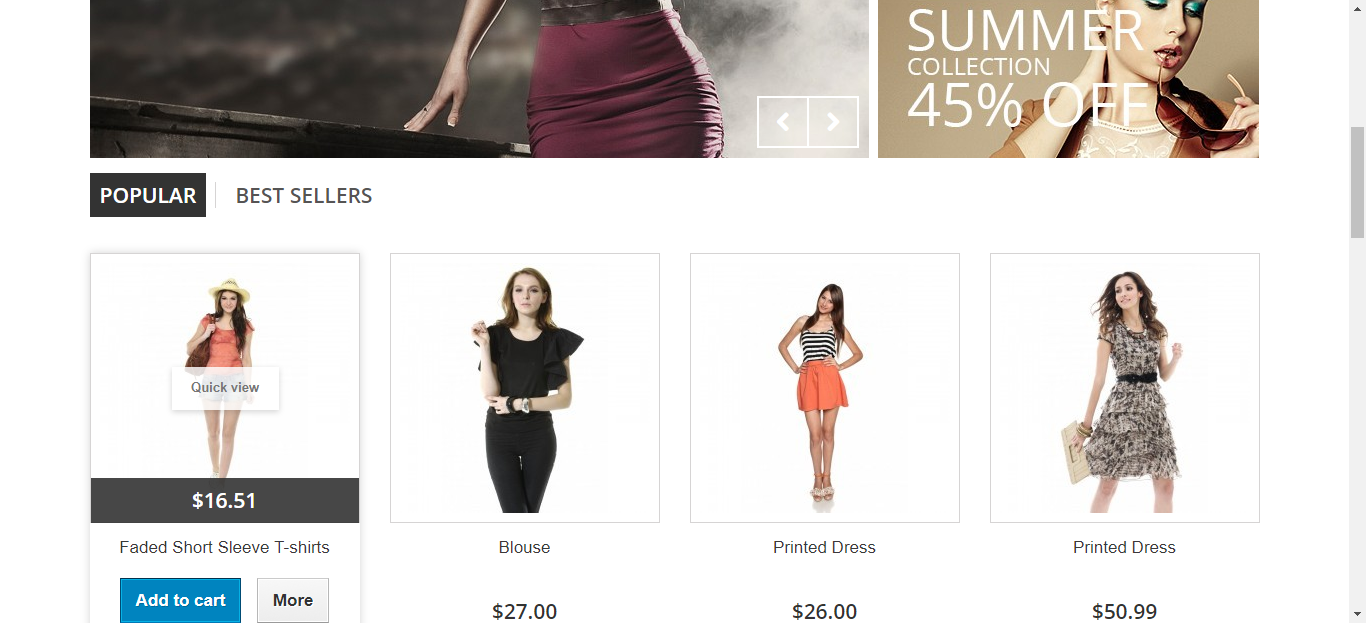 SUMMER
COLLECTION
45% OFF
POPULAR
BEST SELLERS
Quick view
$16.51
Faded Short Sleeve T-shirts
Add to cart
More
Blouse
$27.00
Printed Dress
$26.00
Printed Dress
$50.99